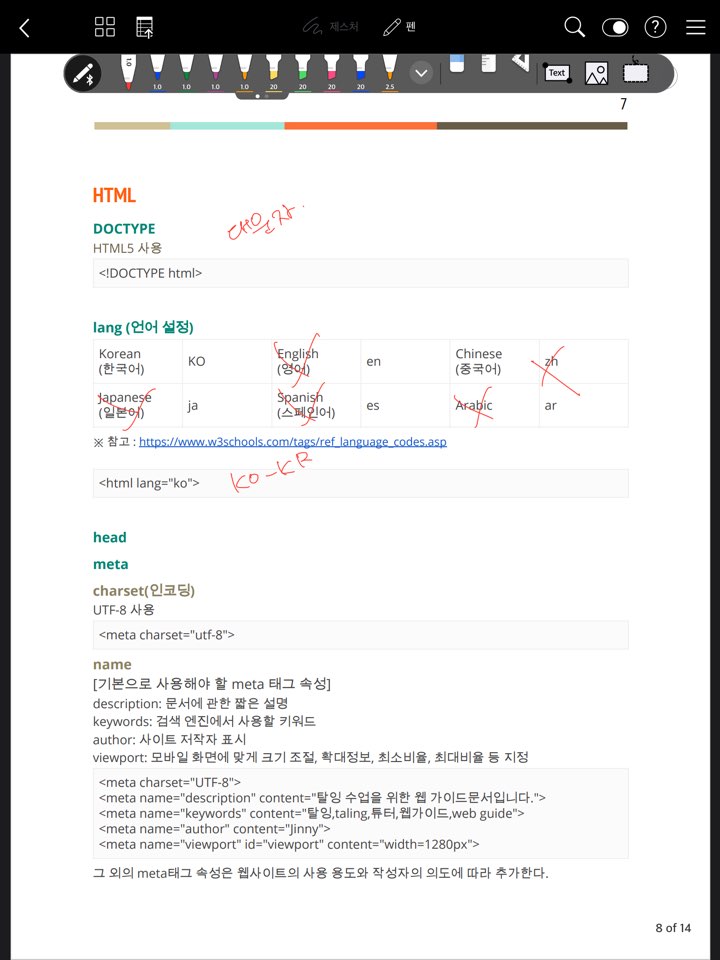 제스처 펜
1.0 1.0 1.0 1.0 1.0 20 20 20 20 2.5 Text
7
HTML
DOCTYPE
대문자.
HTML5 사용
<!DOCTYPE html>
lang (언어 설정)
Korean (한국어) KO English (영어) en Chinese (중국어) zh
Japanese (일본어) ja Spanish (스페인어) es Arabic ar
※ 참고 : https://www.w3schools.com/tags/ref_language_codes.asp
KO-KR
<html lang="ko">
head
meta
charset(인코딩)
UTF-8 사용
<meta charset="utf-8">
name
[기본으로 사용해야 할 meta 태그 속성]
description: 문서에 관한 짧은 설명
keywords: 검색 엔진에서 사용할 키워드
author: 사이트 저작자 표시
viewport: 모바일 화면에 맞게 크기 조절, 확대정보, 최소비율, 최대비율 등 지정
<meta charset="UTF-8">
<meta name="description" content="탈잉 수업을 위한 웹 가이드문서입니다.">
<meta name="keywords" content="탈잉,taling,튜터,웹가이드,web guide">
<meta name="author" content="Jinny">
<meta name="viewport" id="viewport" content="width=1280px">
그 외의 meta태그 속성은 웹사이트의 사용 용도와 작성자의 의도에 따라 추가한다.
8 of 14